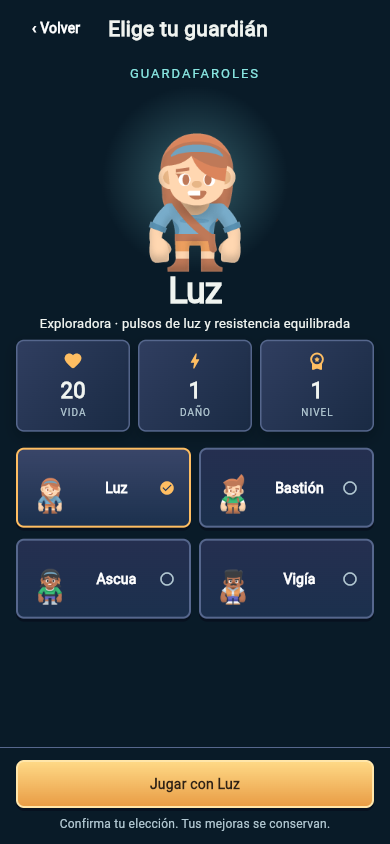 ‹ Volver
Elige tu guardián
GUARDAFAROLES
Luz
Exploradora · pulsos de luz y resistencia equilibrada
20
VIDA
1
DAÑO
1
NIVEL
Luz
Bastión
Ascua
Vigía
Jugar con Luz
Confirma tu elección. Tus mejoras se conservan.